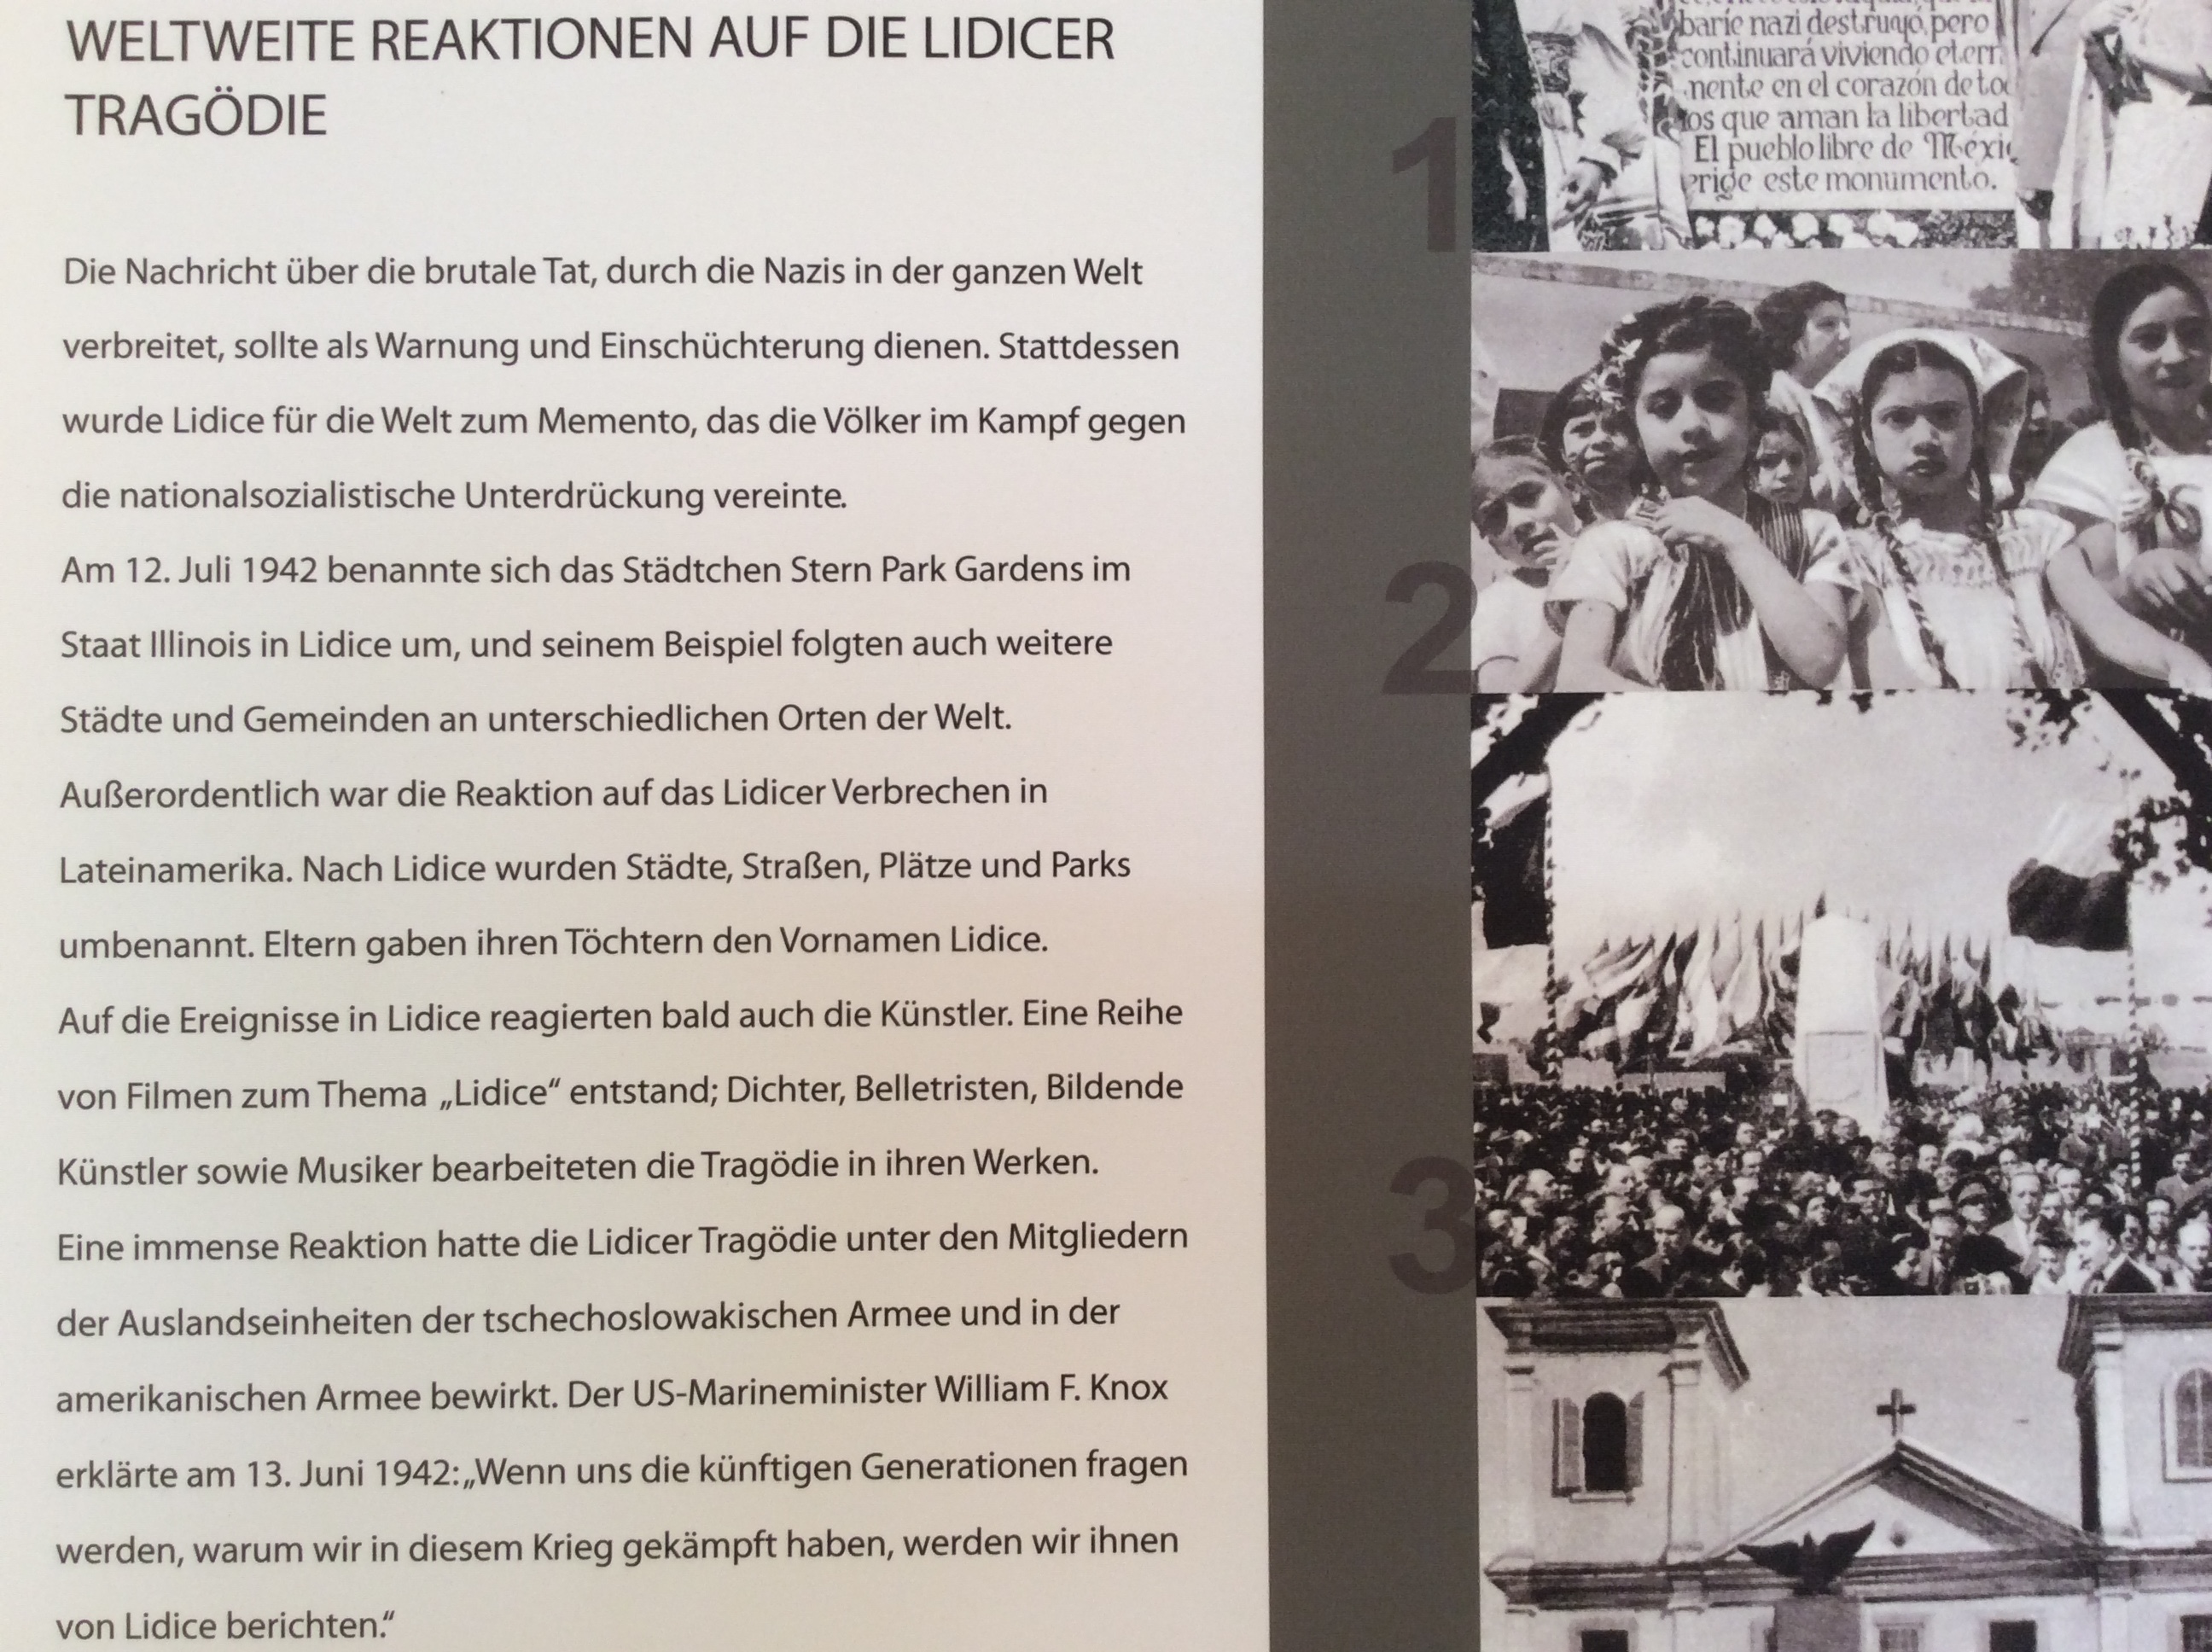 WELTWEITE REAKTIONEN AUF DIE LIDICER
TRAGÖDIE
Die Nachricht über die brutale Tat, durch die Nazis in der ganzen Welt
verbreitet, sollte als Warnung und Einschüchterung dienen. Stattdessen
wurde Lidice für die Welt zum Memento, das die Völker im Kampf gegen
die nationalsozialistische Unterdrückung vereinte.
Am 12. Juli 1942 benannte sich das Städtchen Stern Park Gardens im
Staat Illinois in Lidice um, und seinem Beispiel folgten auch weitere
Städte und Gemeinden an unterschiedlichen Orten der Welt.
Außerordentlich war die Reaktion auf das Lidicer Verbrechen in
Lateinamerika. Nach Lidice wurden Städte, Straßen, Plätze und Parks
umbenannt. Eltern gaben ihren Töchtern den Vornamen Lidice.
Auf die Ereignisse in Lidice reagierten bald auch die Künstler. Eine Reihe
von Filmen zum Thema „Lidice“ entstand; Dichter, Belletristen, Bildende
Künstler sowie Musiker bearbeiteten die Tragödie in ihren Werken.
Eine immense Reaktion hatte die Lidicer Tragödie unter den Mitgliedern
der Auslandseinheiten der tschechoslowakischen Armee und in der
amerikanischen Armee bewirkt. Der US-Marineminister William F. Knox
erklärte am 13. Juni 1942:„Wenn uns die künftigen Generationen fragen
werden, warum wir in diesem Krieg gekämpft haben, werden wir ihnen
von Lidice berichten.“
1
2
3
barie nazi destruyó, pero
continuará viviendo etern
nente en el corazón de to
los que aman la libertad
El pueblo libre de Méxi
erige este monumento.